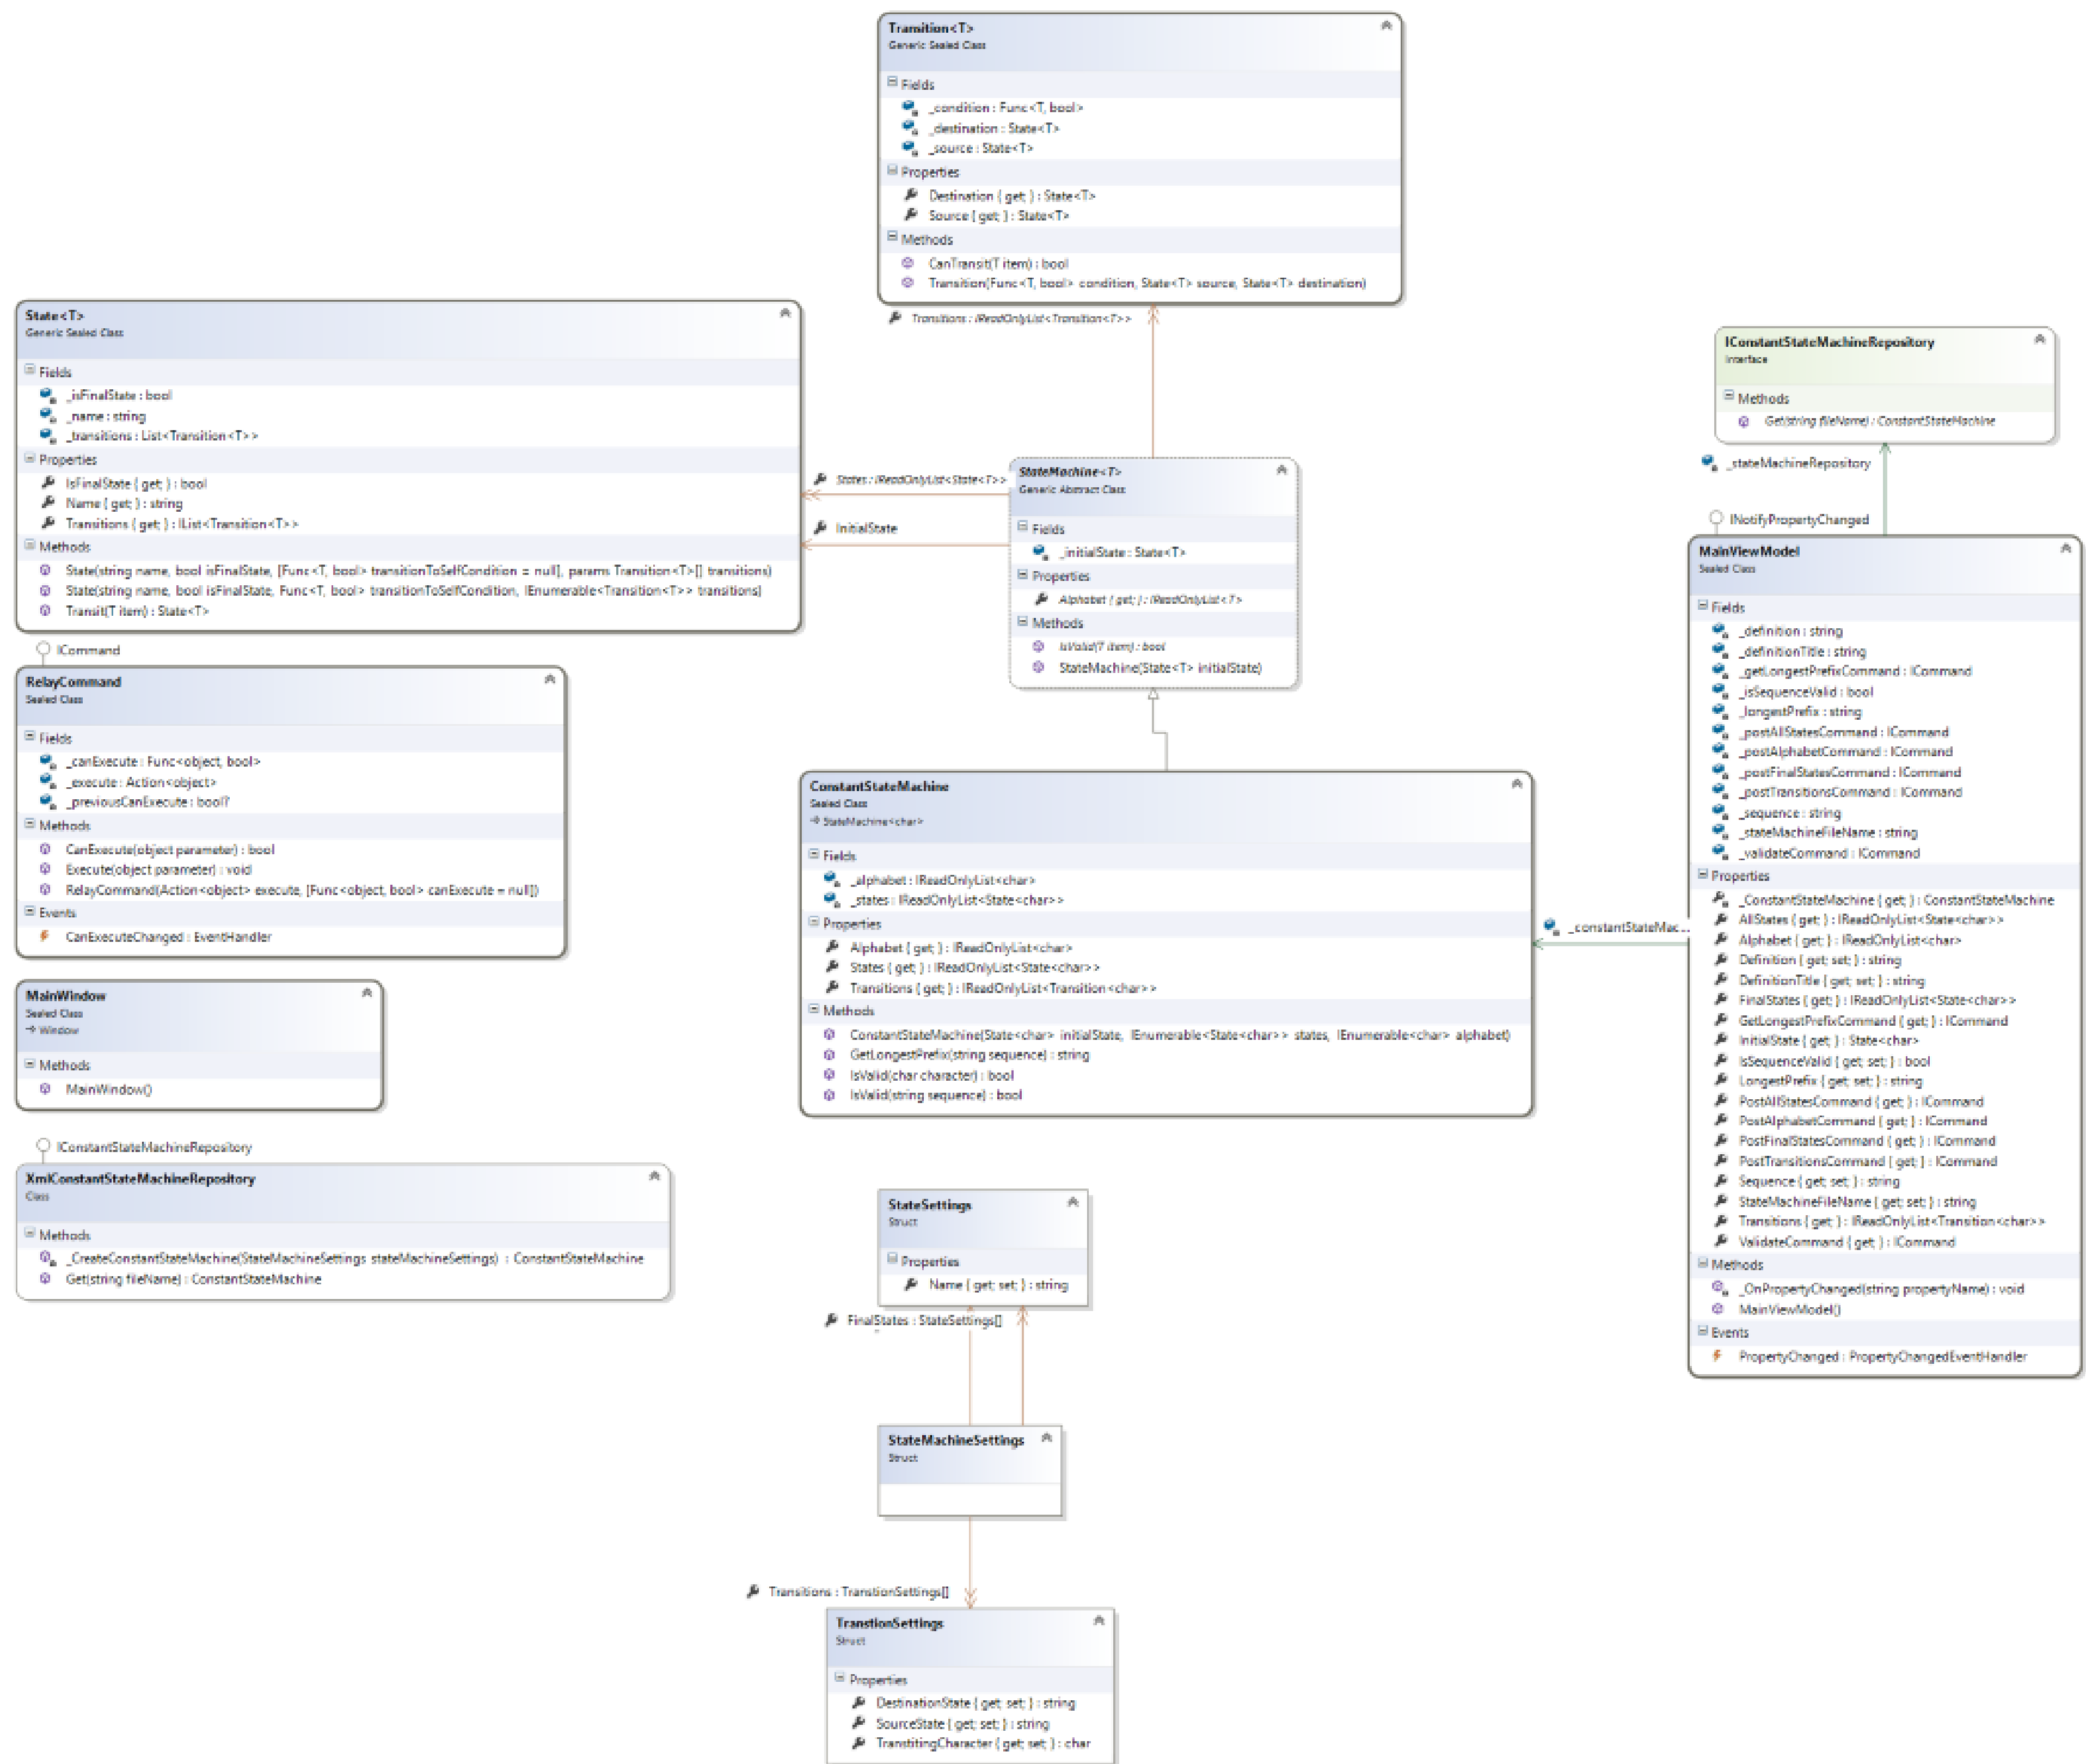 Transition<T>
Generic Sealed Class
Fields
_condition : Func<T, bool>
_destination : State<T>
_source : State<T>
Properties
Destination { get; } : State<T>
Source { get; } : State<T>
Methods
CanTransit(T item) : bool
Transition(Func<T, bool> condition, State<T> source, State<T> destination)
Transitions : IReadOnlyList<Transition<T>>
State<T>
Generic Sealed Class
Fields
_isFinalState : bool
_name : string
_transitions : List<Transition<T>>
Properties
IsFinalState { get; } : bool
Name { get; } : string
Transitions { get; } : IList<Transition<T>>
Methods
State(string name, bool isFinalState, [Func<T, bool> transitionToSelfCondition = null], params Transition<T>[] transitions)
State(string name, bool isFinalState, Func<T, bool> transitionToSelfCondition, IEnumerable<Transition<T>> transitions)
Transit(T item) : State<T>
States : IReadOnlyList<State<T>>
InitialState
StateMachine<T>
Generic Abstract Class
Fields
_initialState : State<T>
Properties
Alphabet { get; } : IReadOnlyList<T>
Methods
IsValid(T item) : bool
StateMachine(State<T> initialState)
IConstantStateMachineRepository
Interface
Methods
Get(string fileName) : ConstantStateMachine
_stateMachineRepository
INotifyPropertyChanged
MainViewModel
Sealed Class
Fields
_definition : string
_definitionTitle : string
_getLongestPrefixCommand : ICommand
_isSequenceValid : bool
_longestPrefix : string
_postAllStatesCommand : ICommand
_postAlphabetCommand : ICommand
_postFinalStatesCommand : ICommand
_postTransitionsCommand : ICommand
_sequence : string
_stateMachineFileName : string
_validateCommand : ICommand
Properties
_ConstantStateMachine { get; } : ConstantStateMachine
AllStates { get; } : IReadOnlyList<State<char>>
Alphabet { get; } : IReadOnlyList<char>
Definition { get; set; } : string
DefinitionTitle { get; set; } : string
FinalStates { get; } : IReadOnlyList<State<char>>
GetLongestPrefixCommand { get; } : ICommand
InitialState { get; } : State<char>
IsSequenceValid { get; set; } : bool
LongestPrefix { get; set; } : string
PostAllStatesCommand { get; } : ICommand
PostAlphabetCommand { get; } : ICommand
PostFinalStatesCommand { get; } : ICommand
PostTransitionsCommand { get; } : ICommand
Sequence { get; set; } : string
StateMachineFileName { get; set; } : string
Transitions { get; } : IReadOnlyList<Transition<char>>
ValidateCommand { get; } : ICommand
Methods
_OnPropertyChanged(string propertyName) : void
MainViewModel()
Events
PropertyChanged : PropertyChangedEventHandler
ICommand
RelayCommand
Sealed Class
Fields
_canExecute : Func<object, bool>
_execute : Action<object>
_previousCanExecute : bool?
Methods
CanExecute(object parameter) : bool
Execute(object parameter) : void
RelayCommand(Action<object> execute, [Func<object, bool> canExecute = null])
Events
CanExecuteChanged : EventHandler
ConstantStateMachine
Sealed Class
StateMachine<char>
Fields
_alphabet : IReadOnlyList<char>
_states : IReadOnlyList<State<char>>
Properties
Alphabet { get; } : IReadOnlyList<char>
States { get; } : IReadOnlyList<State<char>>
Transitions { get; } : IReadOnlyList<Transition<char>>
Methods
ConstantStateMachine(State<char> initialState, IEnumerable<State<char>> states, IEnumerable<char> alphabet)
GetLongestPrefix(string sequence) : string
IsValid(char character) : bool
IsValid(string sequence) : bool
_constantStateMac...
MainWindow
Sealed Class
Window
Methods
MainWindow()
IConstantStateMachineRepository
XmlConstantStateMachineRepository
Class
Methods
_CreateConstantStateMachine(StateMachineSettings stateMachineSettings) : ConstantStateMachine
Get(string fileName) : ConstantStateMachine
StateSettings
Struct
Properties
Name { get; set; } : string
FinalStates : StateSettings[]
StateMachineSettings
Struct
Transitions : TranstionSettings[]
TranstionSettings
Struct
Properties
DestinationState { get; set; } : string
SourceState { get; set; } : string
TranstitingCharacter { get; set; } : char